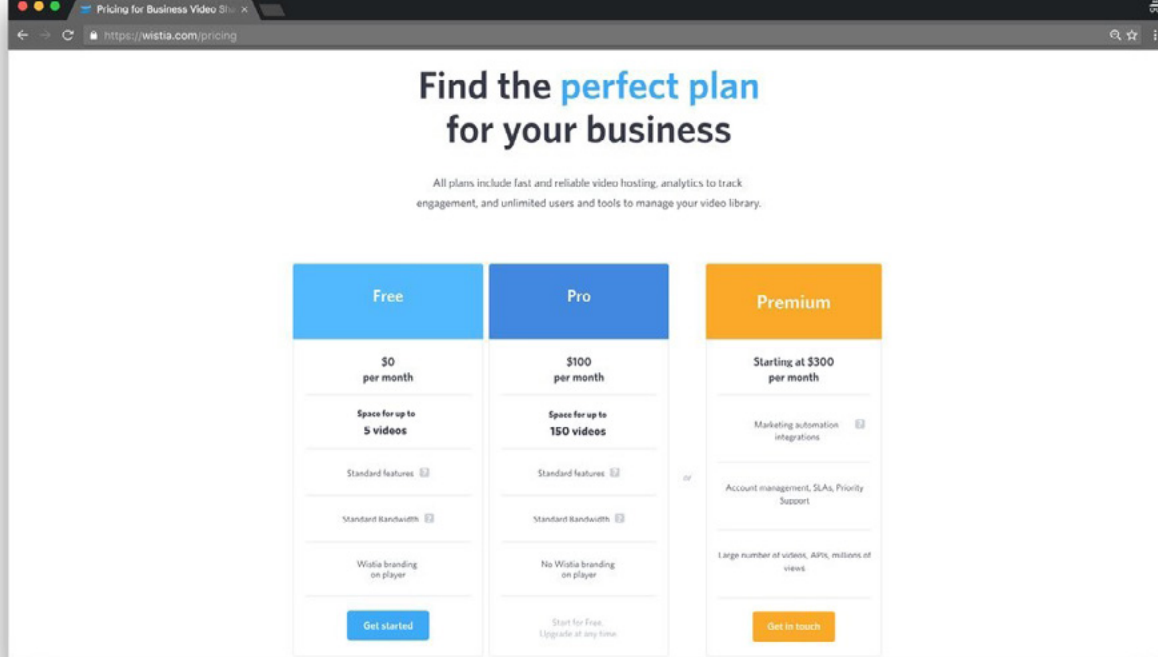 Pricing for Business Video Sha
https://wistia.com/pricing
Find the perfect plan
for your business
All plans include fast and reliable video hosting, analytics to track
engagement, and unlimited users and tools to manage your video library.
Free
$0
per month
Space for up to
5 videos
Standard features ?
Standard Bandwidth ?
Wistia branding
on player
Get started
Pro
$100
per month
Space for up to
150 videos
Standard features ?
Standard Bandwidth ?
No Wistia branding
on player
Start for Free.
Upgrade at any time.
or
Premium
Starting at $300
per month
Marketing automation ?
integrations
Account management, SLAs, Priority
Support
Large number of videos, APIs, millions of
views
Get in touch